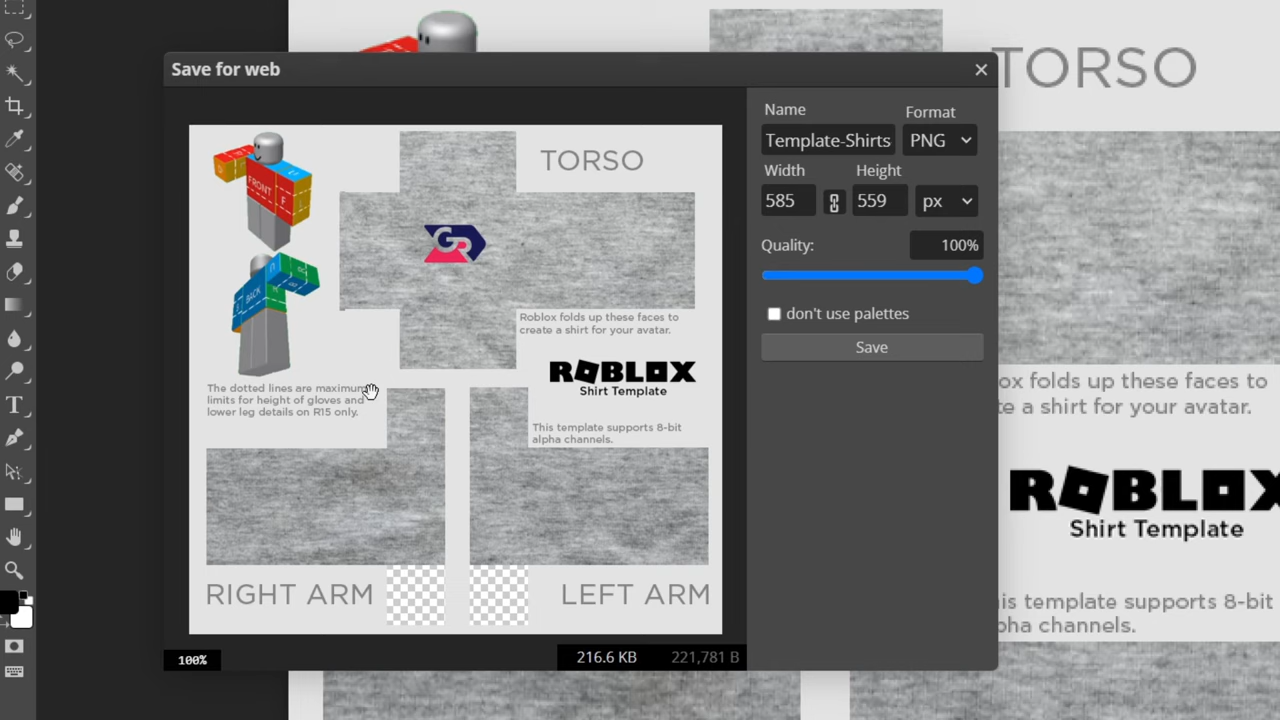 TORSO
Save for web
Name
Format
Template-Shirts
PNG
Width
Height
585
559
px
Quality:
100%
don't use palettes
Save
TORSO
FRONT
BACK
GR
Roblox folds up these faces to
create a shirt for your avatar.
ROBLOX
Shirt Template
The dotted lines are maximum
limits for height of gloves and
lower leg details on R15 only.
This template supports 8-bit
alpha channels.
RIGHT ARM
LEFT ARM
100%
216.6 KB
221,781 B
ox folds up these faces to
te a shirt for your avatar.
ROBLOX
Shirt Template
is template supports 8-bit
pha channels.
T